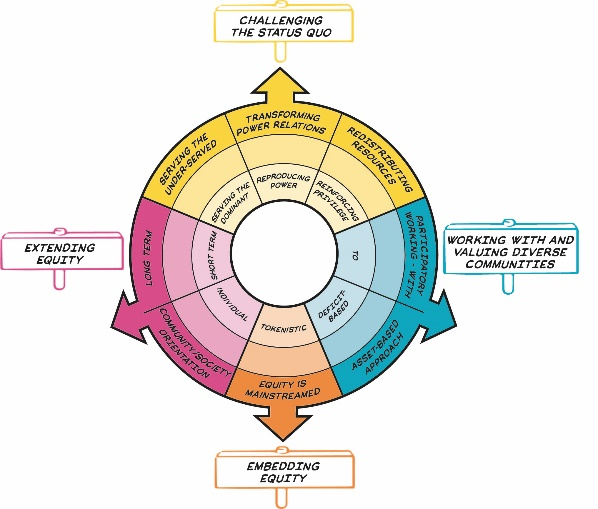 CHALLENGING
THE STATUS QUO
TRANSFORMING
POWER RELATIONS
SERVING THE
UNDER-SERVED
REDISTRIBUTING
RESOURCES
REPRODUCING
POWER
SERVING THE
DOMINANT
REINFORCING
PRIVILEGE
EXTENDING
EQUITY
LONG TERM
SHORT TERM
TO
PARTICIPATORY
WORKING - WITH
WORKING WITH AND
VALUING DIVERSE
COMMUNITIES
INDIVIDUAL
DEFICIT-
BASED
TOKENISTIC
COMMUNITY/SOCIETY
ORIENTATION
ASSET-BASED
APPROACH
EQUITY IS
MAINSTREAMED
EMBEDDING
EQUITY